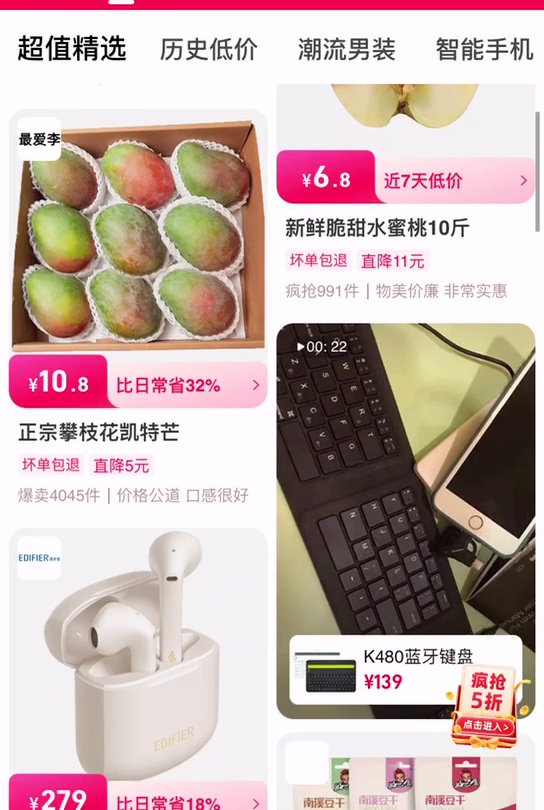 超值精选
历史低价
潮流男装
智能手机
最爱李
¥10.8
比日常省32%
正宗攀枝花凯特芒
坏单包退 直降5元
爆卖4045件 | 价格公道 口感很好
EDIFIER
EDIFIER
¥279
比日常省18%
¥6.8
近7天低价
新鲜脆甜水蜜桃10斤
坏单包退 直降11元
疯抢991件 | 物美价廉 非常实惠
00: 22
K480蓝牙键盘
¥139
疯抢
5折
点击进入>
南溪豆干
南溪豆干
南溪豆干